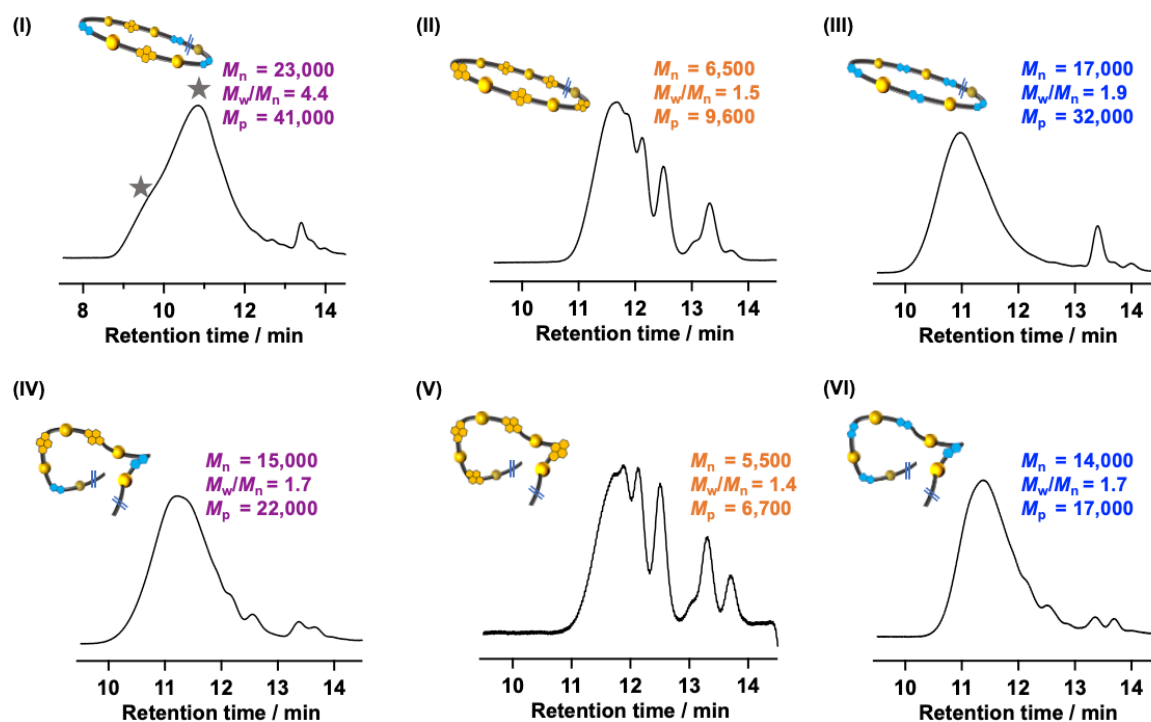 (I)
Mn = 23,000
Mw/Mn = 4.4
Mp = 41,000
8 9 10 11 12 13 14
Retention time / min
(II)
Mn = 6,500
Mw/Mn = 1.5
Mp = 9,600
10 11 12 13 14
Retention time / min
(III)
Mn = 17,000
Mw/Mn = 1.9
Mp = 32,000
10 11 12 13 14
Retention time / min
(IV)
Mn = 15,000
Mw/Mn = 1.7
Mp = 22,000
10 11 12 13 14
Retention time / min
(V)
Mn = 5,500
Mw/Mn = 1.4
Mp = 6,700
10 11 12 13 14
Retention time / min
(VI)
Mn = 14,000
Mw/Mn = 1.7
Mp = 17,000
10 11 12 13 14
Retention time / min